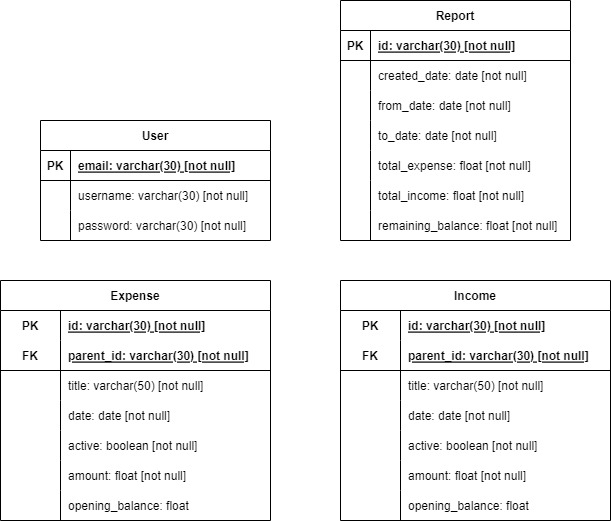 Report
PK id: varchar(30) [not null]
created_date: date [not null]
from_date: date [not null]
to_date: date [not null]
total_expense: float [not null]
total_income: float [not null]
remaining_balance: float [not null]
User
PK email: varchar(30) [not null]
username: varchar(30) [not null]
password: varchar(30) [not null]
Expense
PK id: varchar(30) [not null]
FK parent_id: varchar(30) [not null]
title: varchar(50) [not null]
date: date [not null]
active: boolean [not null]
amount: float [not null]
opening_balance: float
Income
PK id: varchar(30) [not null]
FK parent_id: varchar(30) [not null]
title: varchar(50) [not null]
date: date [not null]
active: boolean [not null]
amount: float [not null]
opening_balance: float